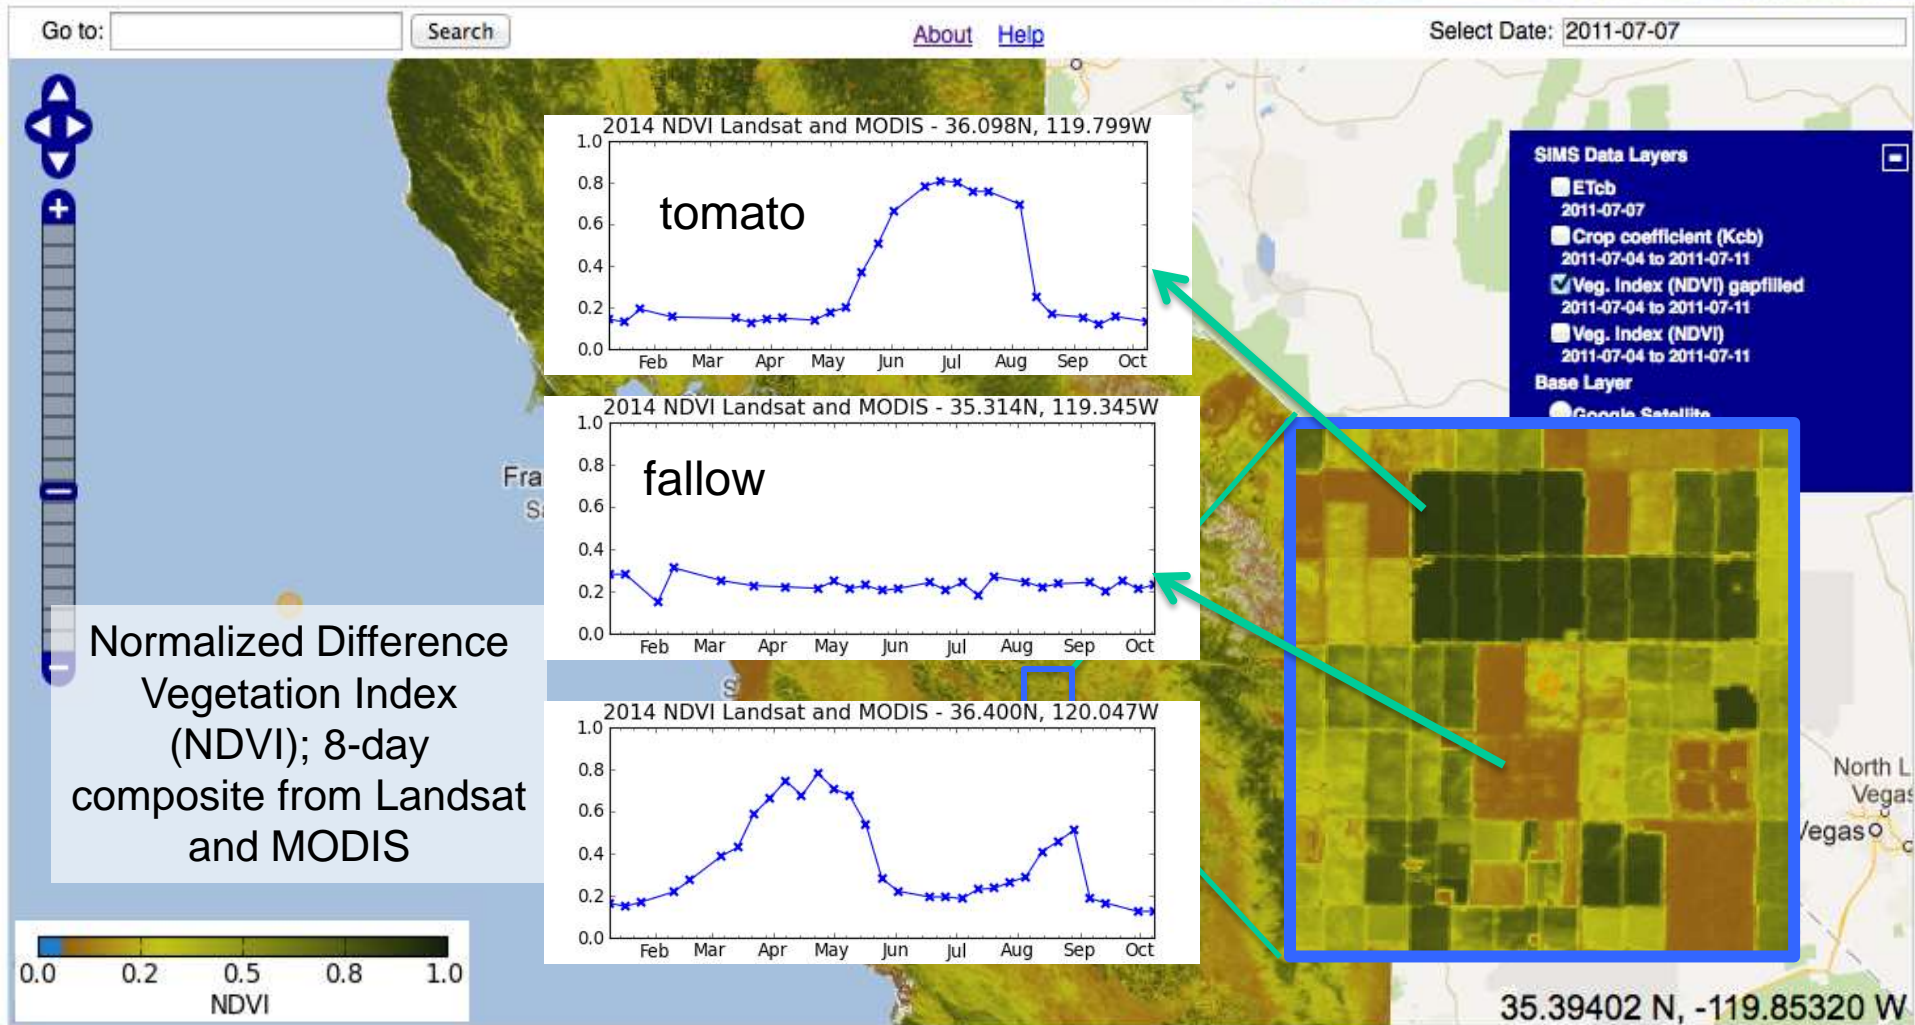 Go to: Search About Help Select Date: 2011-07-07
SIMS Data Layers
ETcb
2011-07-07
Crop coefficient (Kcb)
2011-07-04 to 2011-07-11
Veg. Index (NDVI) gapfilled
2011-07-04 to 2011-07-11
Veg. Index (NDVI)
2011-07-04 to 2011-07-11
Base Layer
Google Satellite
2014 NDVI Landsat and MODIS - 36.098N, 119.799W
tomato
1.0
0.8
0.6
0.4
0.2
0.0
Feb Mar Apr May Jun Jul Aug Sep Oct
2014 NDVI Landsat and MODIS - 35.314N, 119.345W
fallow
1.0
0.8
0.6
0.4
0.2
0.0
Feb Mar Apr May Jun Jul Aug Sep Oct
2014 NDVI Landsat and MODIS - 36.400N, 120.047W
1.0
0.8
0.6
0.4
0.2
0.0
Feb Mar Apr May Jun Jul Aug Sep Oct
Fra
S
Normalized Difference
Vegetation Index
(NDVI); 8-day
composite from Landsat
and MODIS
0.0 0.2 0.5 0.8 1.0
NDVI
North L
Vegas
Vegas
35.39402 N, -119.85320 W